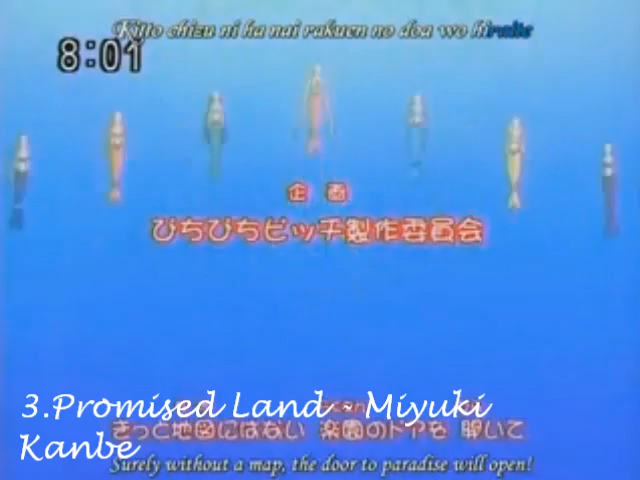 Kitto chizu ni ha nai rakuen no doa wo hiraite
8:01
企画
ぴちぴちピッチ製作委員会
3.Promised Land - Miyuki
Kanbe
きっと地図にはない 楽園のドアを 開いて
Surely without a map, the door to paradise will open!